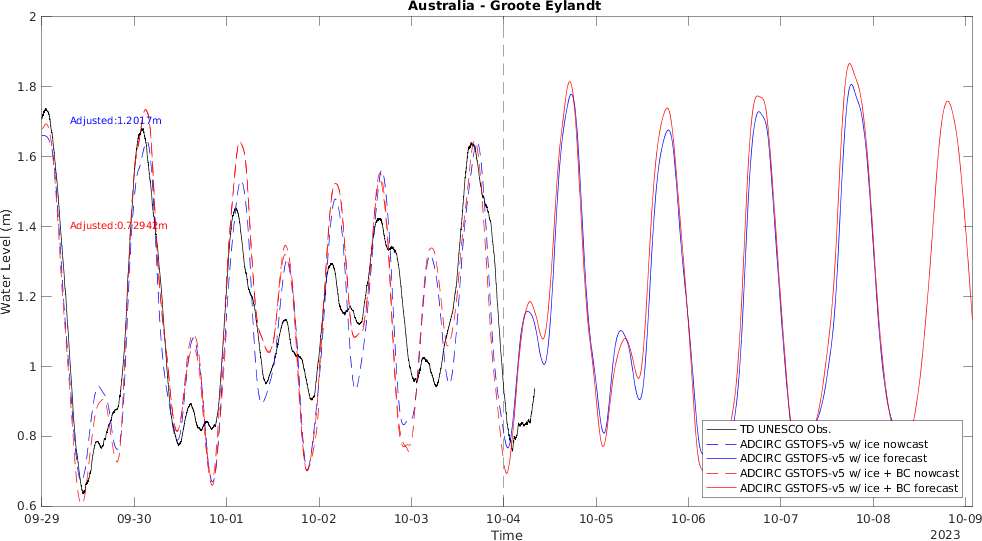 Australia - Groote Eylandt
2
1.8
1.6
1.4
1.2
1
0.8
0.6
Water Level (m)
Adjusted:1.2017m
Adjusted:0.72942m
TD UNESCO Obs.
ADCIRC GSTOFS-v5 w/ ice nowcast
ADCIRC GSTOFS-v5 w/ ice forecast
ADCIRC GSTOFS-v5 w/ ice + BC nowcast
ADCIRC GSTOFS-v5 w/ ice + BC forecast
09-29 09-30 10-01 10-02 10-03 10-04 10-05 10-06 10-07 10-08 10-09
Time
2023